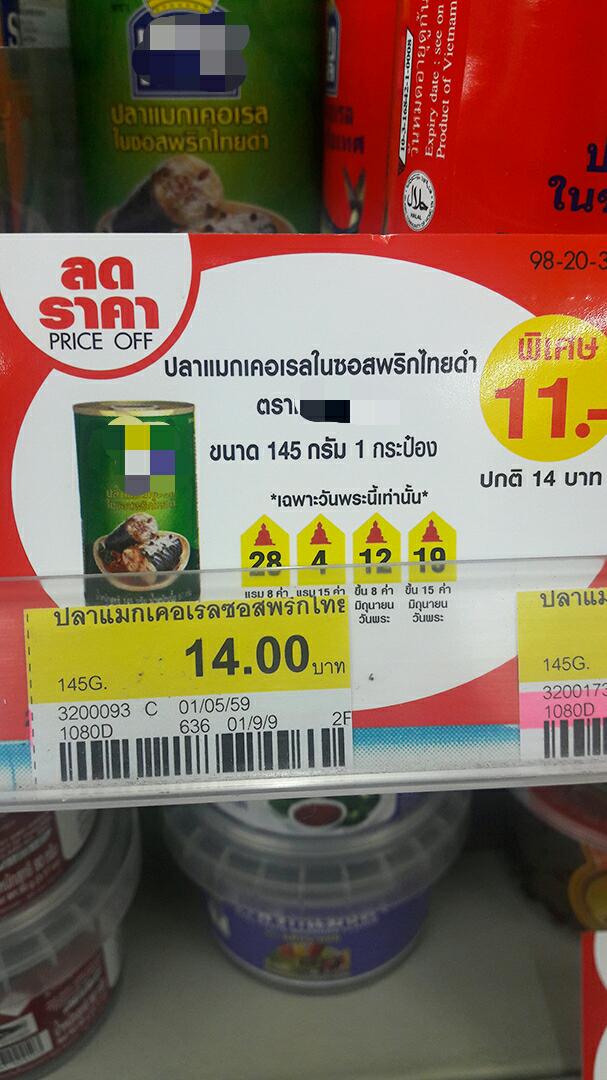 ปลาแมกเคอเรล
ในซอสพริกไทยดำ
10-3-16842-1-0008
วันหมดอายุดูที่
Expiry date : see on
Product of Vietnam
HALAL
98-20-3
ลด
ราคา
PRICE OFF
พิเศษ
11.-
ปกติ 14 บาท
ปลาแมกเคอเรลในซอสพริกไทยดำ
ตรา
ขนาด 145 กรัม 1 กระป๋อง
*เฉพาะวันพระนี้เท่านั้น*
28 4 12 19
แรม 8 ค่ำ แรม 15 ค่ำ ขึ้น 8 ค่ำ ขึ้น 15 ค่ำ
มิถุนายน มิถุนายน
วันพระ วันพระ
ปลาแมกเคอเรลซอสพริกไทย
14.00 บาท
145G.
3200093 C 01/05/59
1080D 636 01/9/9 2F
ปลาแม
145G.
3200173
1080D